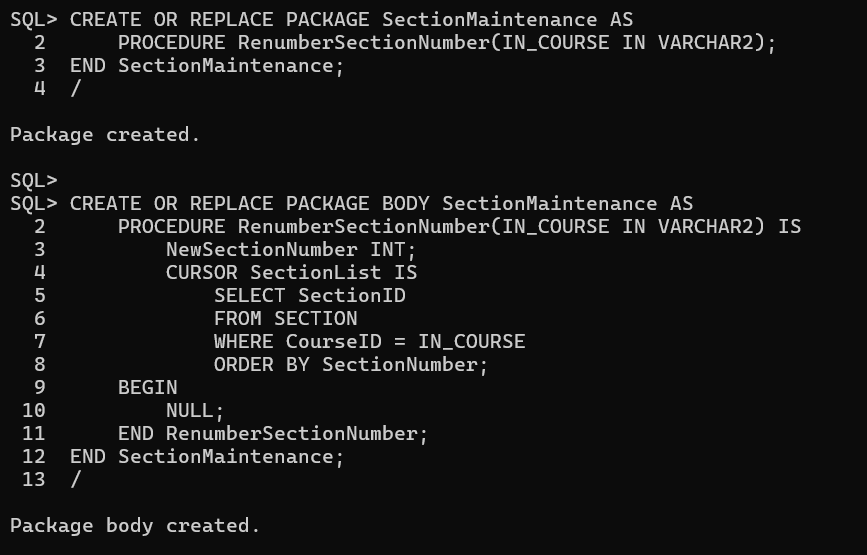 SQL> CREATE OR REPLACE PACKAGE SectionMaintenance AS
  2      PROCEDURE RenumberSectionNumber(IN_COURSE IN VARCHAR2);
  3  END SectionMaintenance;
  4  /
Package created.
SQL>
SQL> CREATE OR REPLACE PACKAGE BODY SectionMaintenance AS
  2      PROCEDURE RenumberSectionNumber(IN_COURSE IN VARCHAR2) IS
  3          NewSectionNumber INT;
  4          CURSOR SectionList IS
  5              SELECT SectionID
  6              FROM SECTION
  7              WHERE CourseID = IN_COURSE
  8              ORDER BY SectionNumber;
  9      BEGIN
 10          NULL;
 11      END RenumberSectionNumber;
 12  END SectionMaintenance;
 13  /
Package body created.